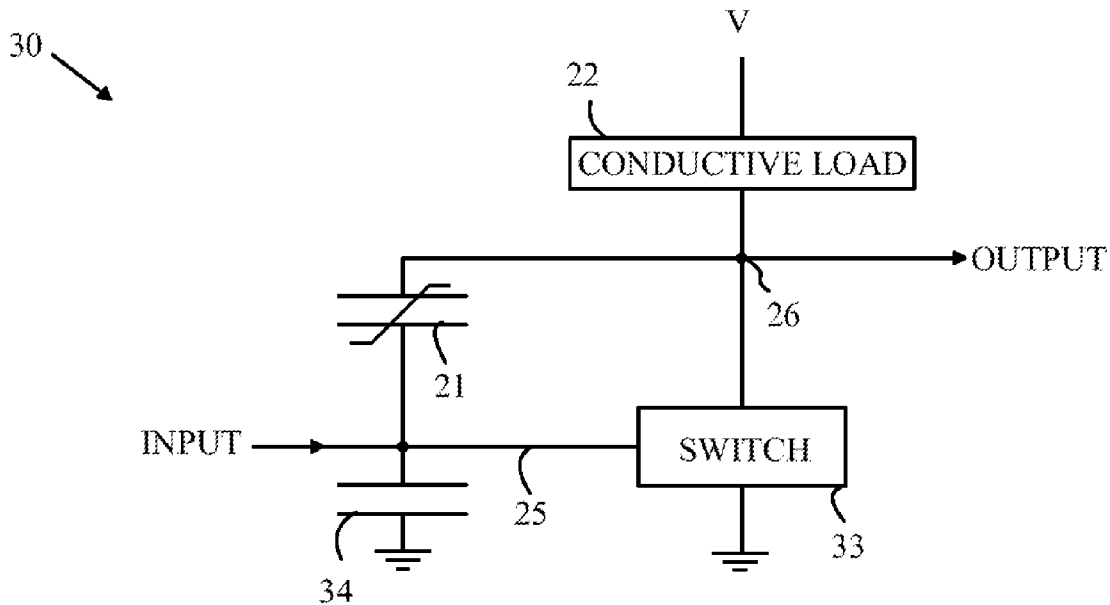 30
V
22
CONDUCTIVE LOAD
OUTPUT
26
21
INPUT
SWITCH
25
33
34